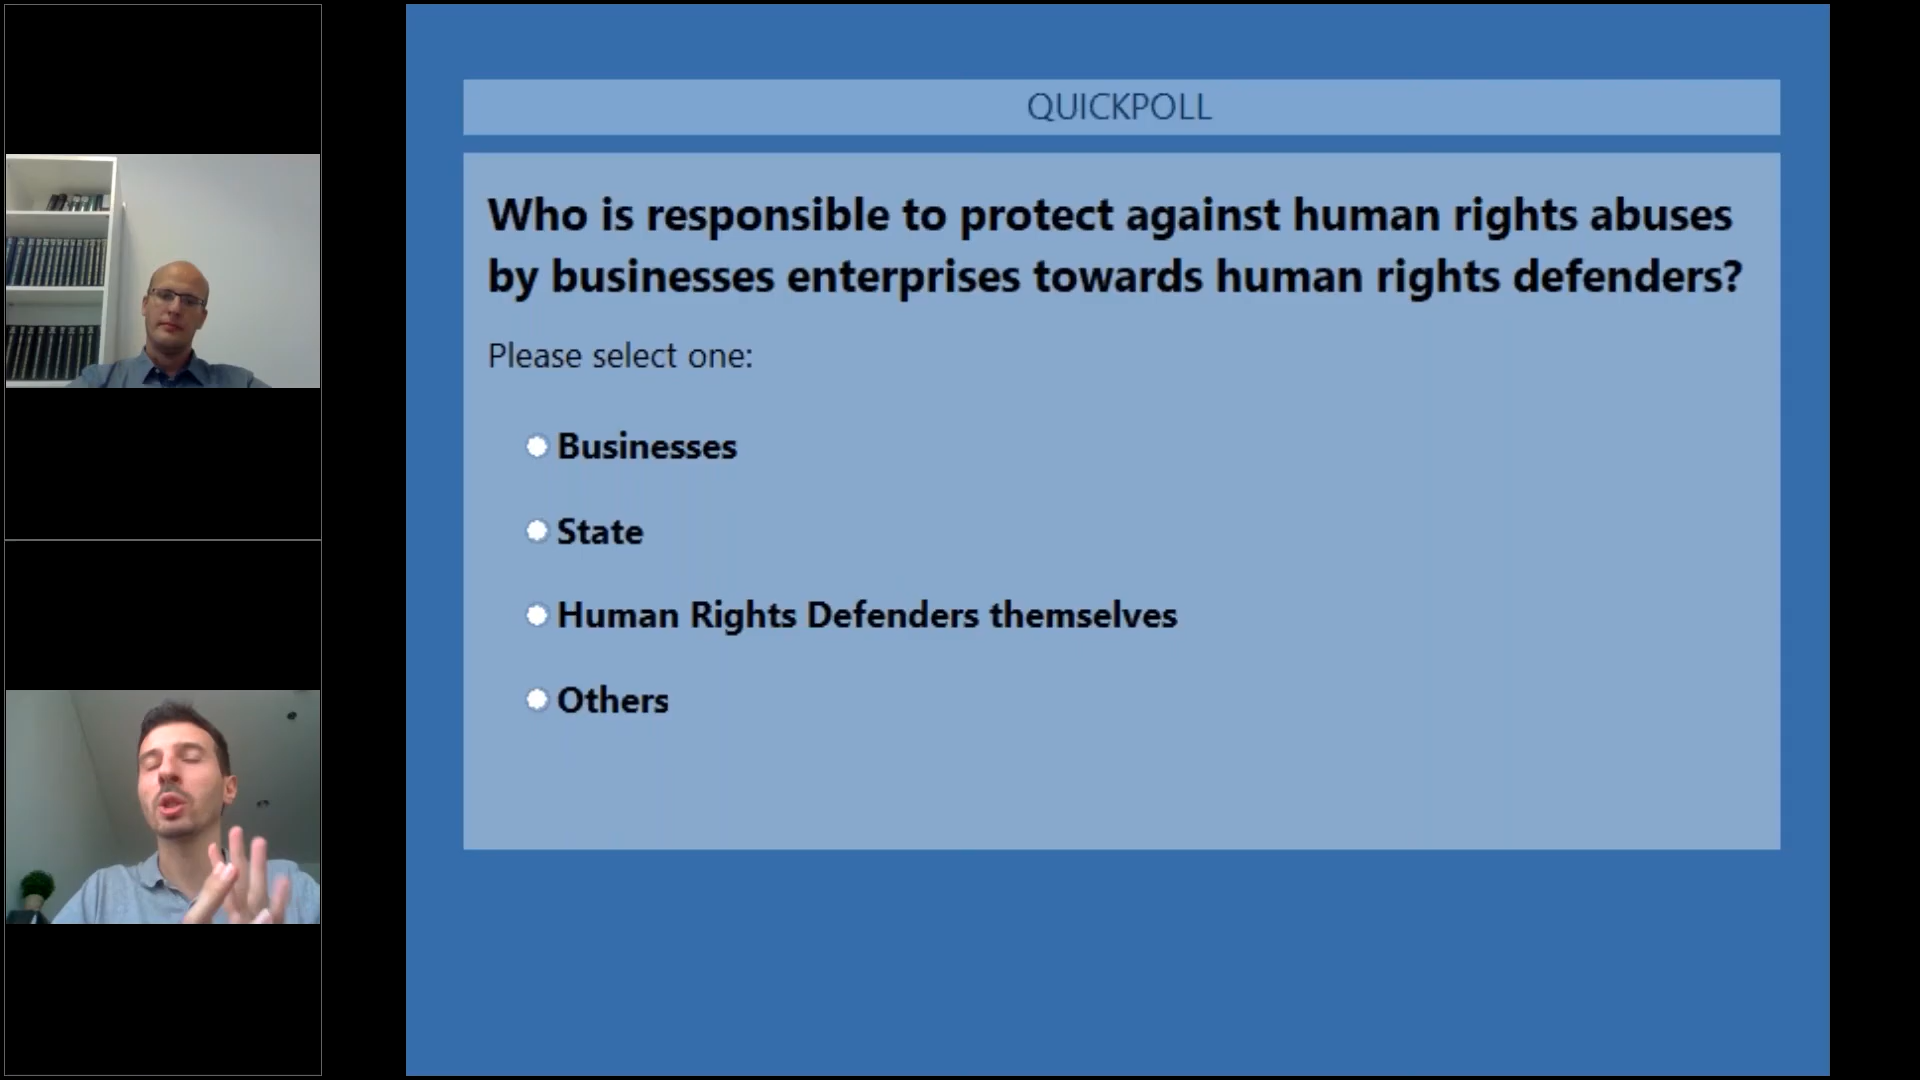 QUICKPOLL
Who is responsible to protect against human rights abuses
by businesses enterprises towards human rights defenders?
Please select one:
Businesses
State
Human Rights Defenders themselves
Others